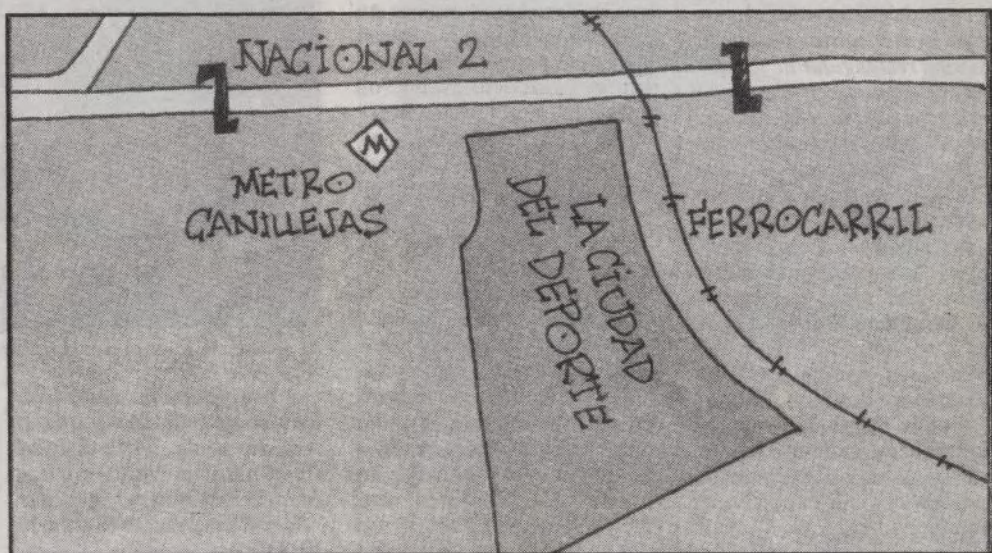 NACIONAL 2
M
METRO
CANILLEJAS
LA CIUDAD
DEL DEPORTE
FERROCARRIL